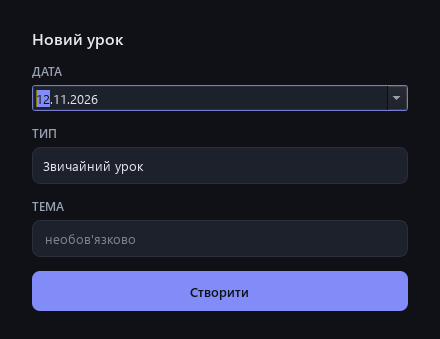 Новий урок
ДАТА
12.11.2026
ТИП
Звичайний урок
ТЕМА
необов'язково
Створити